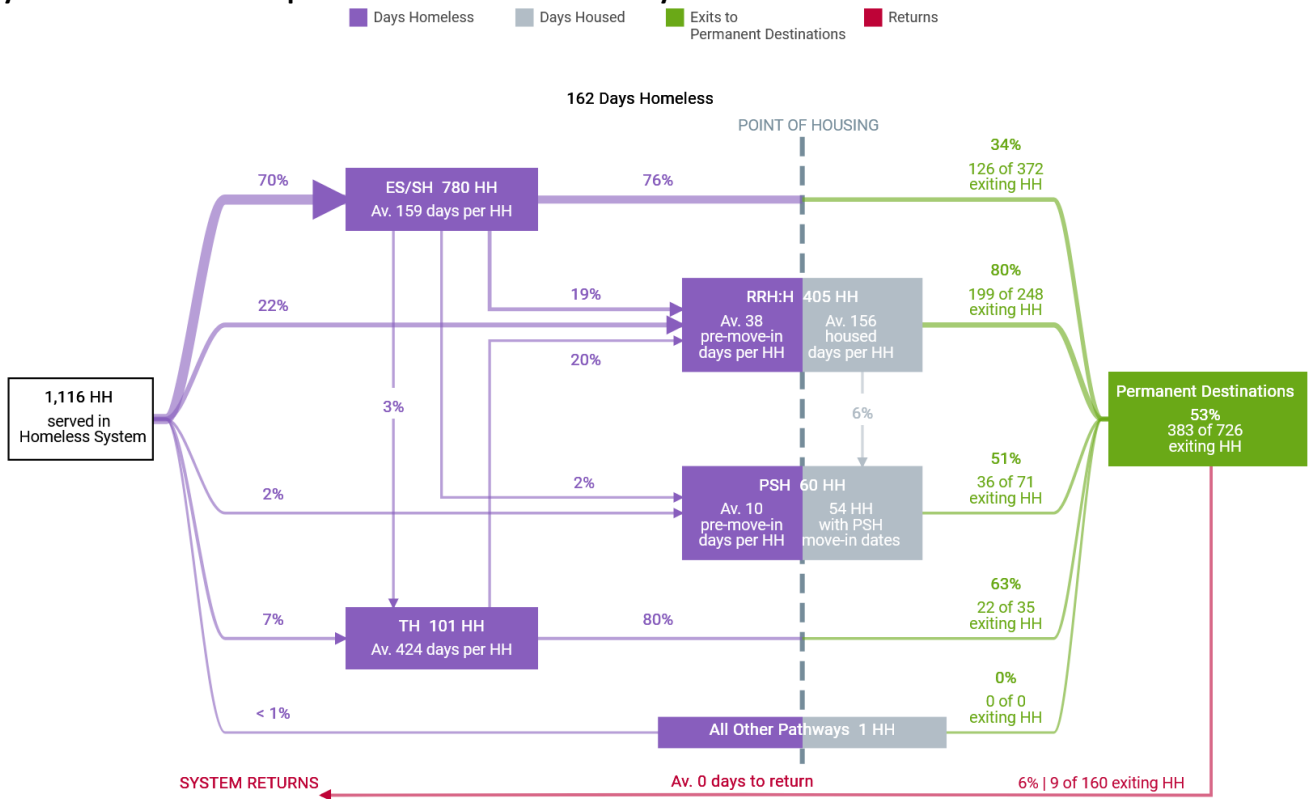 Days Homeless
Days Housed
Exits to
Permanent Destinations
Returns
162 Days Homeless
POINT OF HOUSING
70%
ES/SH 780 HH
Av. 159 days per HH
76%
34%
126 of 372
exiting HH
22%
19%
20%
RRH:H 405 HH
Av. 38
pre-move-in
days per HH
Av. 156
housed
days per HH
80%
199 of 248
exiting HH
1,116 HH
served in
Homeless System
3%
6%
Permanent Destinations
53%
383 of 726
exiting HH
2%
2%
PSH 60 HH
Av. 10
pre-move-in
days per HH
54 HH
with PSH
move-in dates
51%
36 of 71
exiting HH
7%
TH 101 HH
Av. 424 days per HH
80%
63%
22 of 35
exiting HH
< 1%
All Other Pathways 1 HH
0%
0 of 0
exiting HH
SYSTEM RETURNS
Av. 0 days to return
6% | 9 of 160 exiting HH